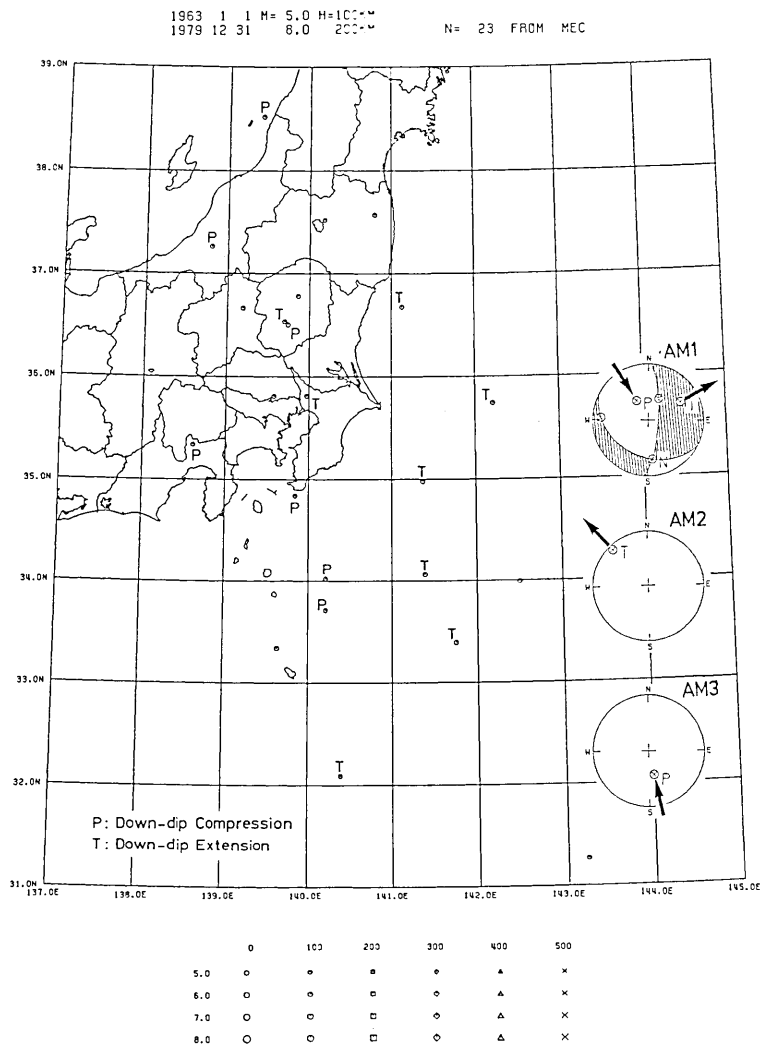 1963 1 1 M= 5.0 H=100
1979 12 31 8.0 200
N= 23 FROM MEC
39.0N
P
38.0N
P
37.0N
T
T
P
AM1
N
36.0N
T
T
P
T
W
E
P
N
S
35.0N
T
P
AM2
N
T
34.0N
P
T
W
E
P
T
S
33.0N
AM3
N
W
E
T
P
32.0N
S
P: Down-dip Compression
T: Down-dip Extension
31.0N
137.0E 138.0E 139.0E 140.0E 141.0E 142.0E 143.0E 144.0E 145.0E
0 100 200 300 400 500
5.0
6.0
7.0
8.0